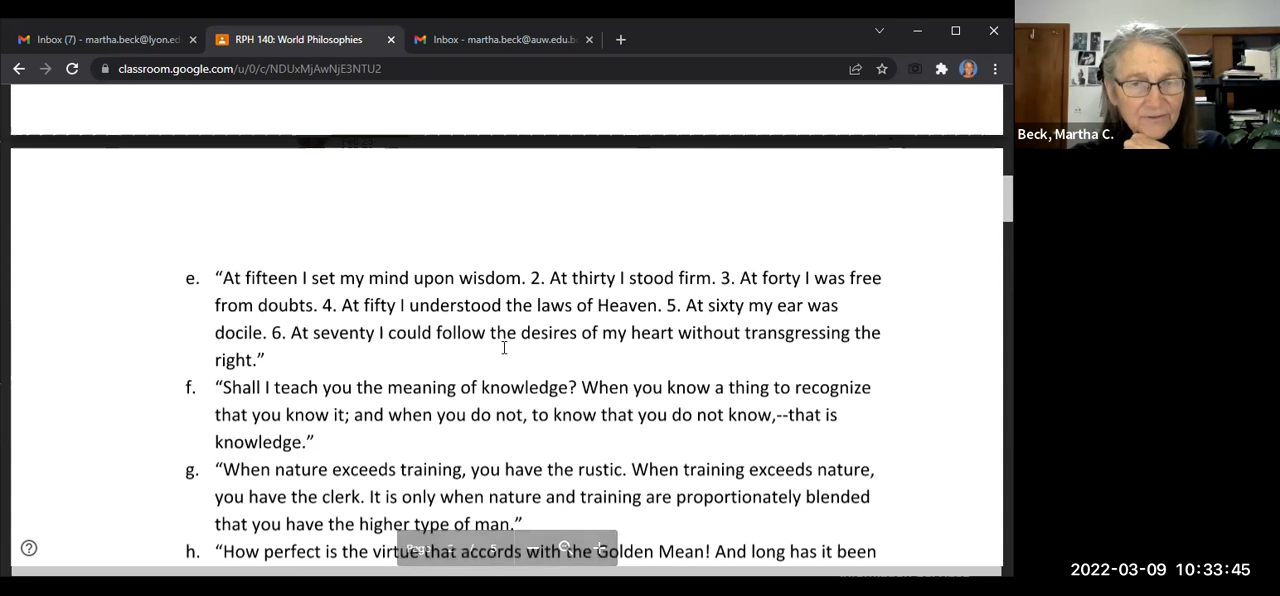 Inbox (7) - martha.beck@lyon.ed
RPH 140: World Philosophies
Inbox - martha.beck@auw.edu.b
classroom.google.com/u/0/c/NDUxMjAwNjE3NTU2
Beck, Martha C.
e. “At fifteen I set my mind upon wisdom. 2. At thirty I stood firm. 3. At forty I was free
from doubts. 4. At fifty I understood the laws of Heaven. 5. At sixty my ear was
docile. 6. At seventy I could follow the desires of my heart without transgressing the
right.”
f. “Shall I teach you the meaning of knowledge? When you know a thing to recognize
that you know it; and when you do not, to know that you do not know,--that is
knowledge.”
g. “When nature exceeds training, you have the rustic. When training exceeds nature,
you have the clerk. It is only when nature and training are proportionately blended
that you have the higher type of man.”
h. “How perfect is the virtue that accords with the Golden Mean! And long has it been
Page / 5
2022-03-09 10:33:45